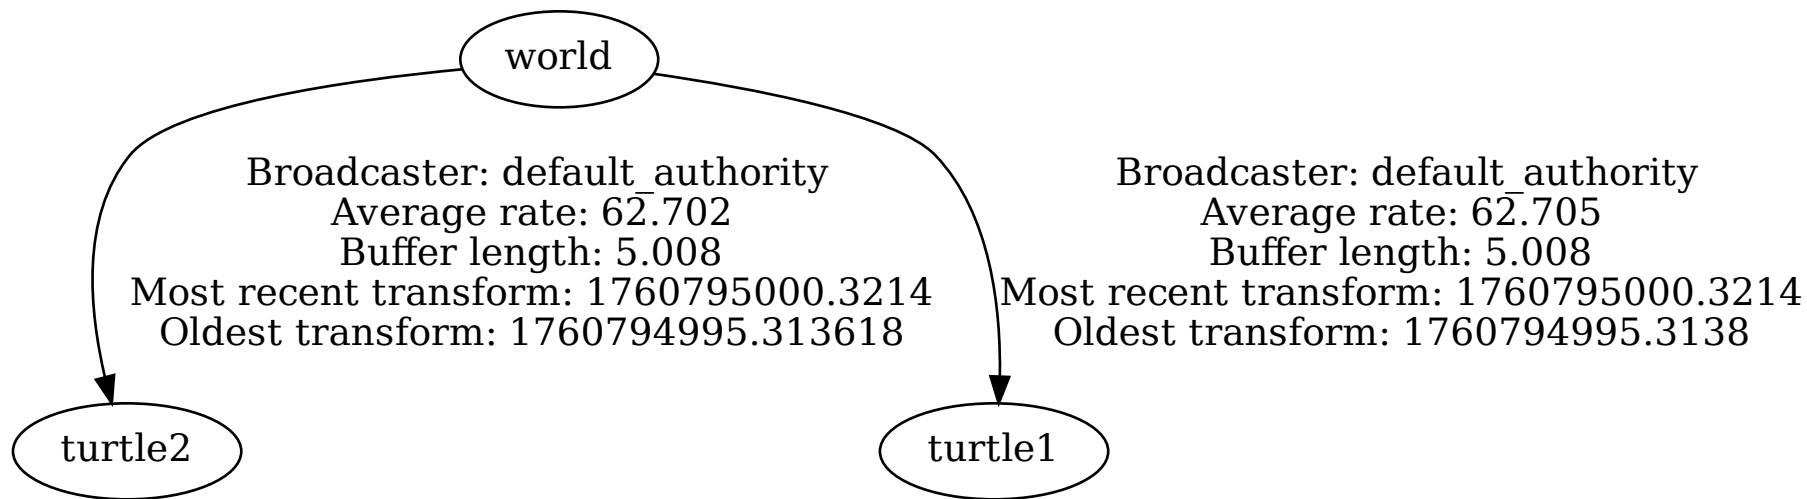 world
Broadcaster: default_authority
Average rate: 62.702
Buffer length: 5.008
Most recent transform: 1760795000.3214
Oldest transform: 1760794995.313618
Broadcaster: default_authority
Average rate: 62.705
Buffer length: 5.008
Most recent transform: 1760795000.3214
Oldest transform: 1760794995.3138
turtle2
turtle1